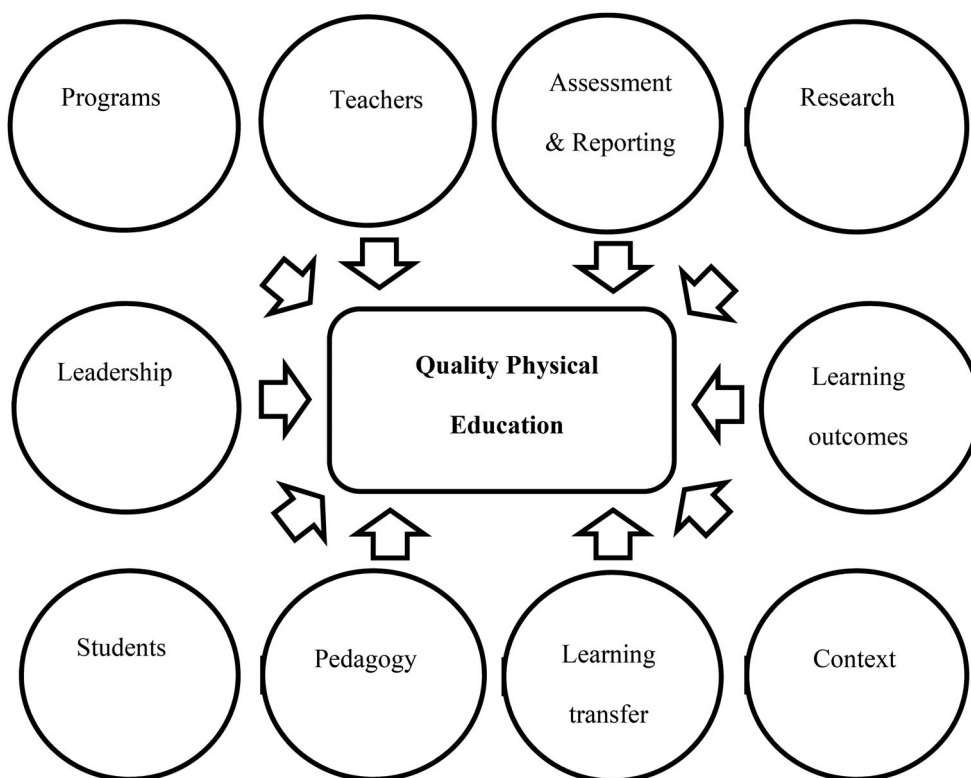 Programs
Teachers
Assessment
& Reporting
Research
Leadership
Quality Physical
Education
Learning
outcomes
Students
Pedagogy
Learning
transfer
Context